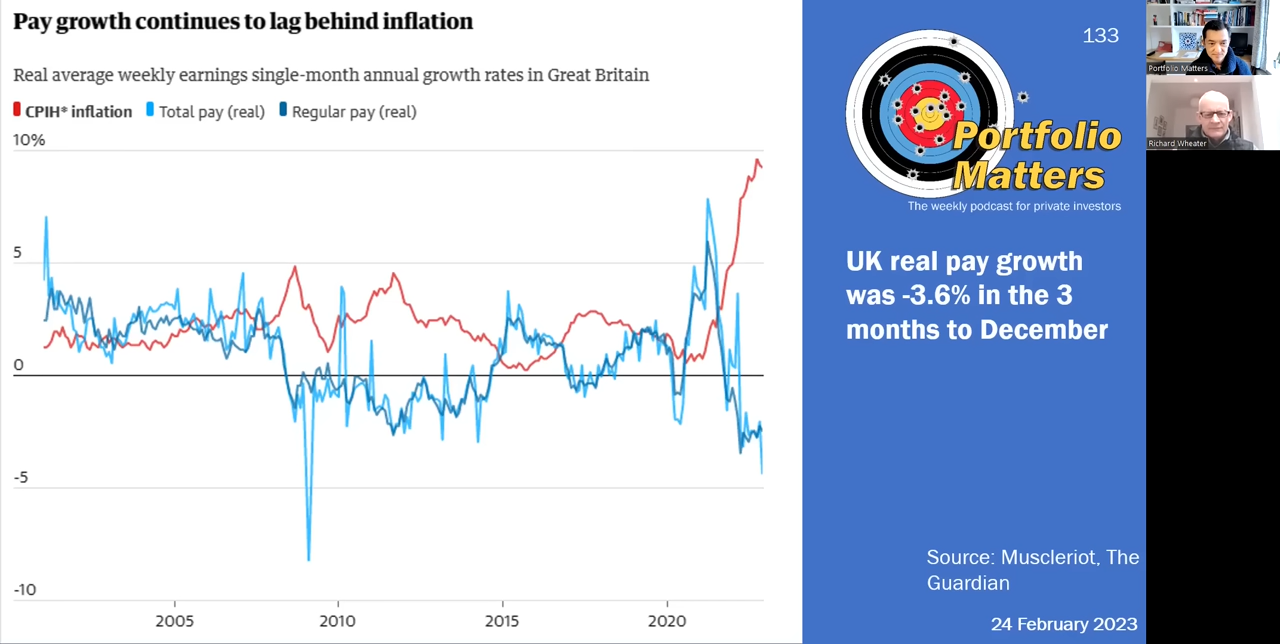 Pay growth continues to lag behind inflation
Real average weekly earnings single-month annual growth rates in Great Britain
CPIH* inflation Total pay (real) Regular pay (real)
10%
5
0
-5
-10
2005 2010 2015 2020
133
Portfolio
Matters
The weekly podcast for private investors
UK real pay growth
was -3.6% in the 3
months to December
Source: Muscleriot, The
Guardian
24 February 2023
Portfolio Matters
Richard Wheater